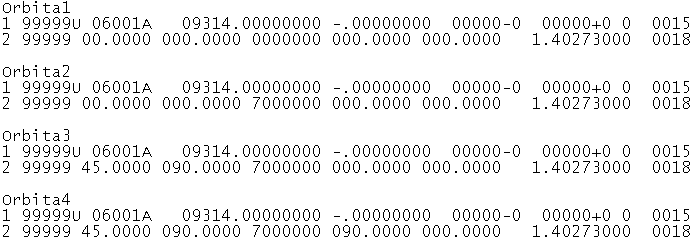 Orbita1
1 99999U 06001A   09314.00000000 -.00000000  00000-0  00000+0 0  0015
2 99999 00.0000 000.0000 0000000 000.0000 000.0000   1.40273000  0018
Orbita2
1 99999U 06001A   09314.00000000 -.00000000  00000-0  00000+0 0  0015
2 99999 00.0000 000.0000 7000000 000.0000 000.0000   1.40273000  0018
Orbita3
1 99999U 06001A   09314.00000000 -.00000000  00000-0  00000+0 0  0015
2 99999 45.0000 090.0000 7000000 000.0000 000.0000   1.40273000  0018
Orbita4
1 99999U 06001A   09314.00000000 -.00000000  00000-0  00000+0 0  0015
2 99999 45.0000 090.0000 7000000 090.0000 000.0000   1.40273000  0018